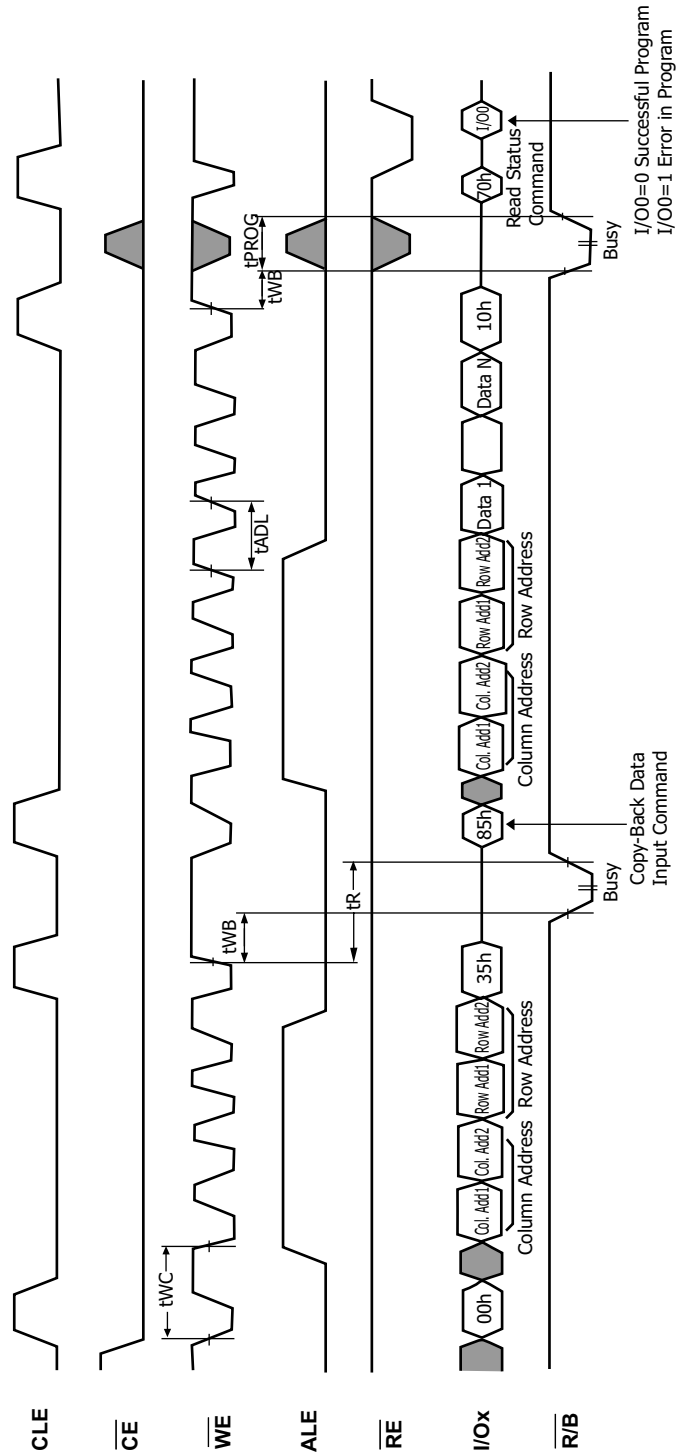 CLE
CE
tWC
WE
tWB
tADL
tWB
tPROG
ALE
tR
RE
I/Ox
00h
Col. Add1
Col. Add2
Row Add1
Row Add2
35h
85h
Col. Add1
Col. Add2
Row Add1
Row Add2
Data 1
Data N
10h
70h
I/O0
Column Address
Row Address
Column Address
Row Address
Read Status
Command
R/B
Busy
Copy-Back Data
Input Command
Busy
I/O0=0 Successful Program
I/O0=1 Error in Program